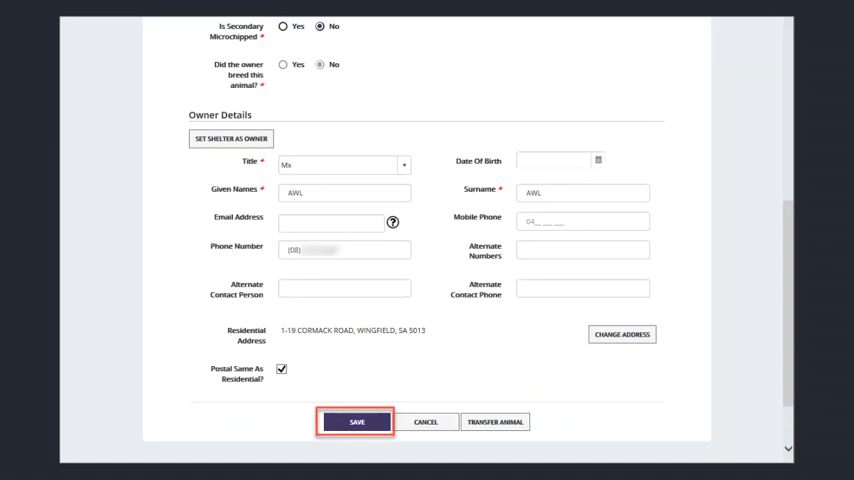 Is Secondary Microchipped * Yes No
Did the owner breed this animal? * Yes No
Owner Details
SET SHELTER AS OWNER
Title * Mx Date Of Birth
Given Names * AWL Surname * AWL
Email Address ? Mobile Phone 04__ ___ ___
Phone Number (08) Alternate Numbers
Alternate Contact Person Alternate Contact Phone
Residential Address 1-19 CORMACK ROAD, WINGFIELD, SA 5013 CHANGE ADDRESS
Postal Same As Residential?
SAVE CANCEL TRANSFER ANIMAL